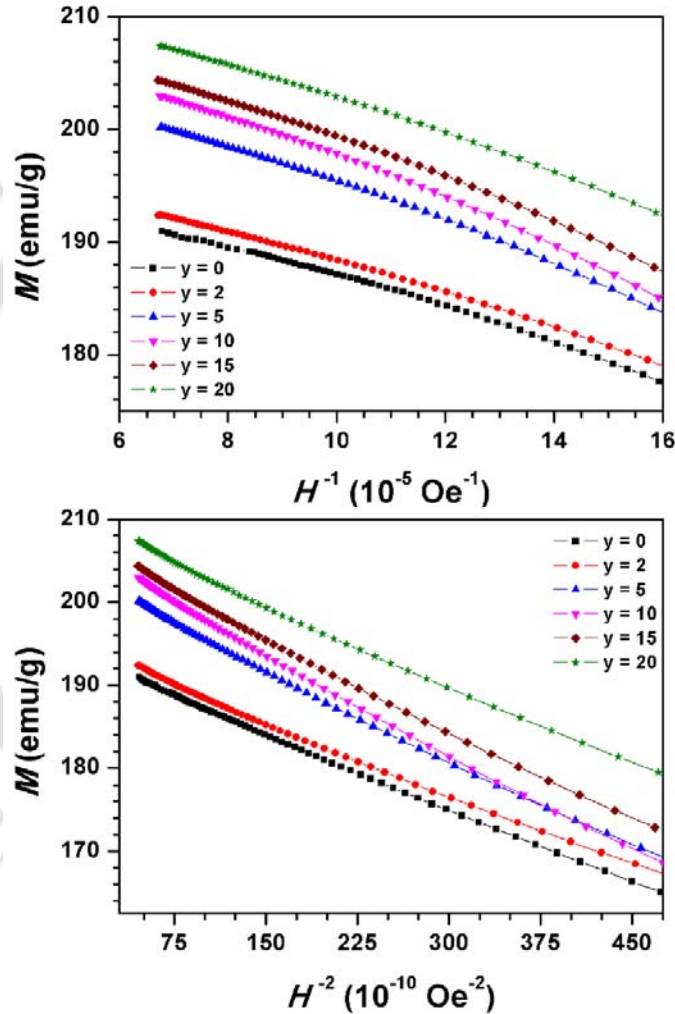 210
200
190
180
M (emu/g)
y = 0
y = 2
y = 5
y = 10
y = 15
y = 20
6 8 10 12 14 16
H⁻¹ (10⁻⁵ Oe⁻¹)
210
200
190
180
170
M (emu/g)
y = 0
y = 2
y = 5
y = 10
y = 15
y = 20
75 150 225 300 375 450
H⁻² (10⁻¹⁰ Oe⁻²)